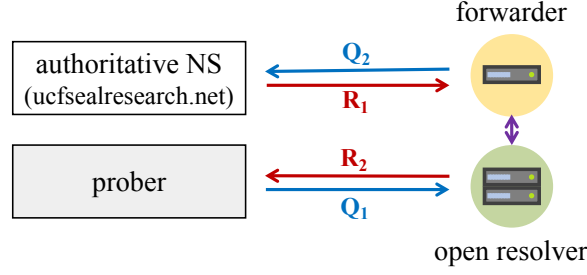 forwarder
authoritative NS
(ucfsealresearch.net)
Q2
R1
prober
R2
Q1
open resolver